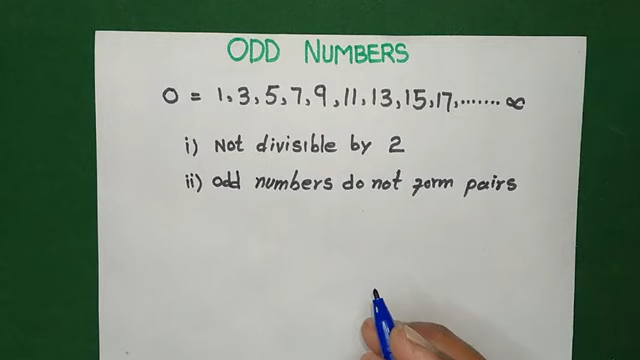 ODD NUMBERS
O = 1, 3, 5, 7, 9, 11, 13, 15, 17, ....... ∞
i) Not divisible by 2
ii) Odd numbers do not form pairs